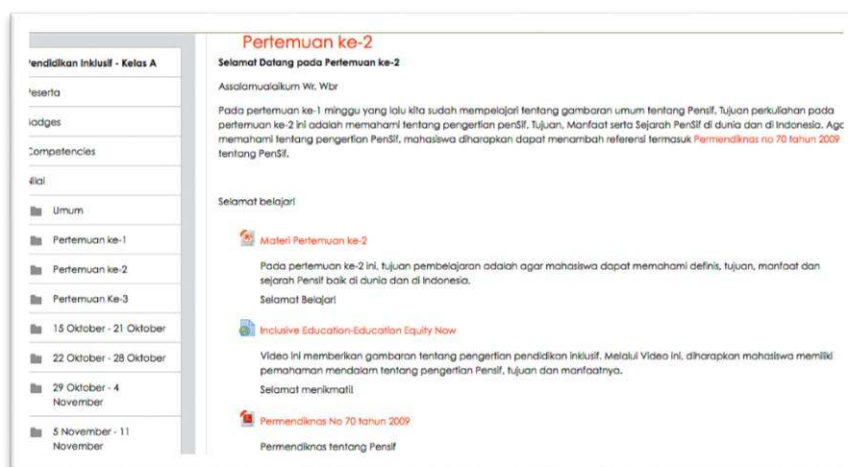 Pendidikan Inklusif - Kelas A
Peserta
Badges
Competencies
Nilai
Umum
Pertemuan ke-1
Pertemuan ke-2
Pertemuan Ke-3
15 Oktober - 21 Oktober
22 Oktober - 28 Oktober
29 Oktober - 4
November
5 November - 11
November
Pertemuan ke-2
Selamat Datang pada Pertemuan ke-2
Assalamualaikum Wr. Wbr
Pada pertemuan ke-1 minggu yang lalu kita sudah mempelajari tentang gambaran umum tentang Pensif. Tujuan perkuliahan pada
pertemuan ke-2 ini adalah memahami tentang pengertian penSif, Tujuan, Manfaat serta Sejarah PenSif di dunia dan di Indonesia. Aga
memahami tentang pengertian PenSif, mahasiswa diharapkan dapat menambah referensi termasuk Permendiknas no 70 tahun 2009
tentang PenSif.
Selamat belajar!
Materi Pertemuan ke-2
Pada pertemuan ke-2 ini, tujuan pembelajaran adalah agar mahasiswa dapat memahami definis, tujuan, manfaat dan
sejarah Pensif baik di dunia dan di Indonesia.
Selamat Belajar!
Inclusive Education-Education Equity Now
Video ini memberikan gambaran tentang pengertian pendidikan inklusif. Melalui Video ini, diharapkan mahasiswa memiliki
pemahaman mendalam tentang pengertian Pensif, tujuan dan manfaatnya.
Selamat menikmati!
Permendiknas No 70 tahun 2009
Permendiknas tentang Pensif